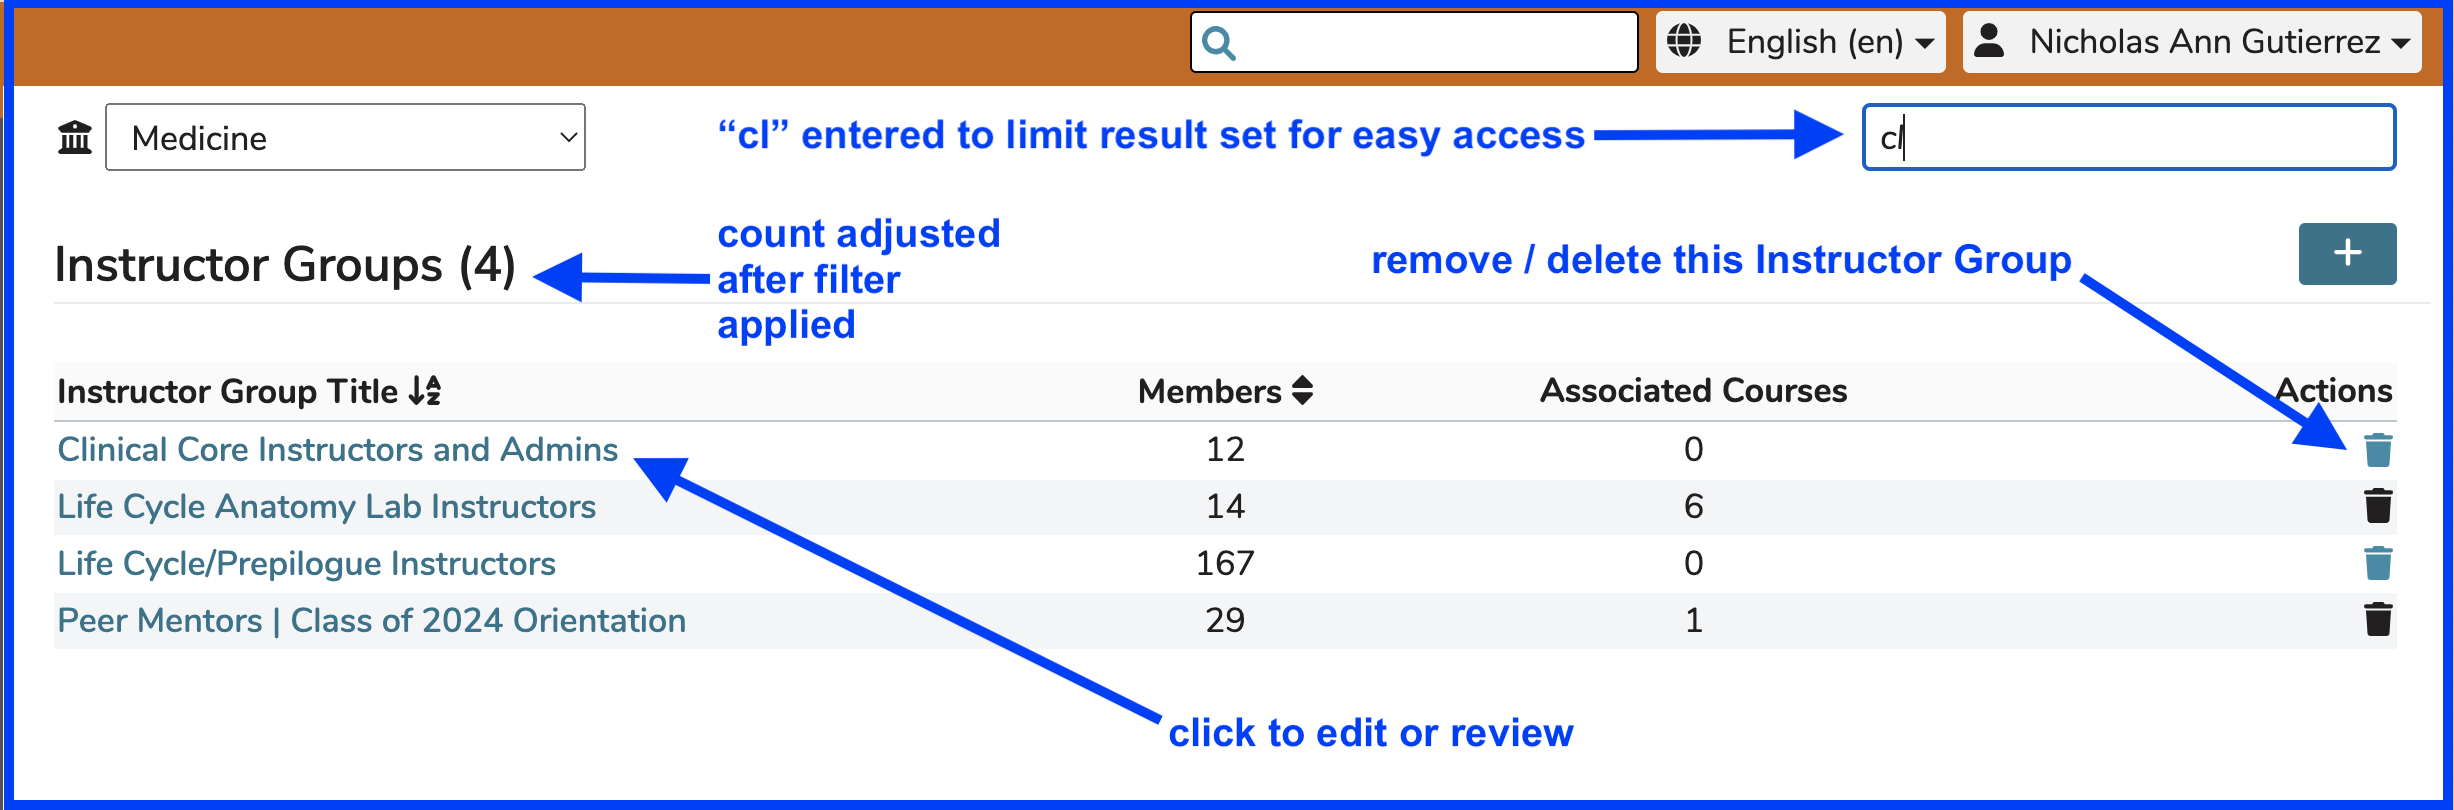 English (en)
Nicholas Ann Gutierrez
Medicine
“cl” entered to limit result set for easy access
cl
Instructor Groups (4)
count adjusted
after filter
applied
remove / delete this Instructor Group
+
Instructor Group Title
Members
Associated Courses
Actions
Clinical Core Instructors and Admins 12 0
Life Cycle Anatomy Lab Instructors 14 6
Life Cycle/Prepilogue Instructors 167 0
Peer Mentors | Class of 2024 Orientation 29 1
click to edit or review